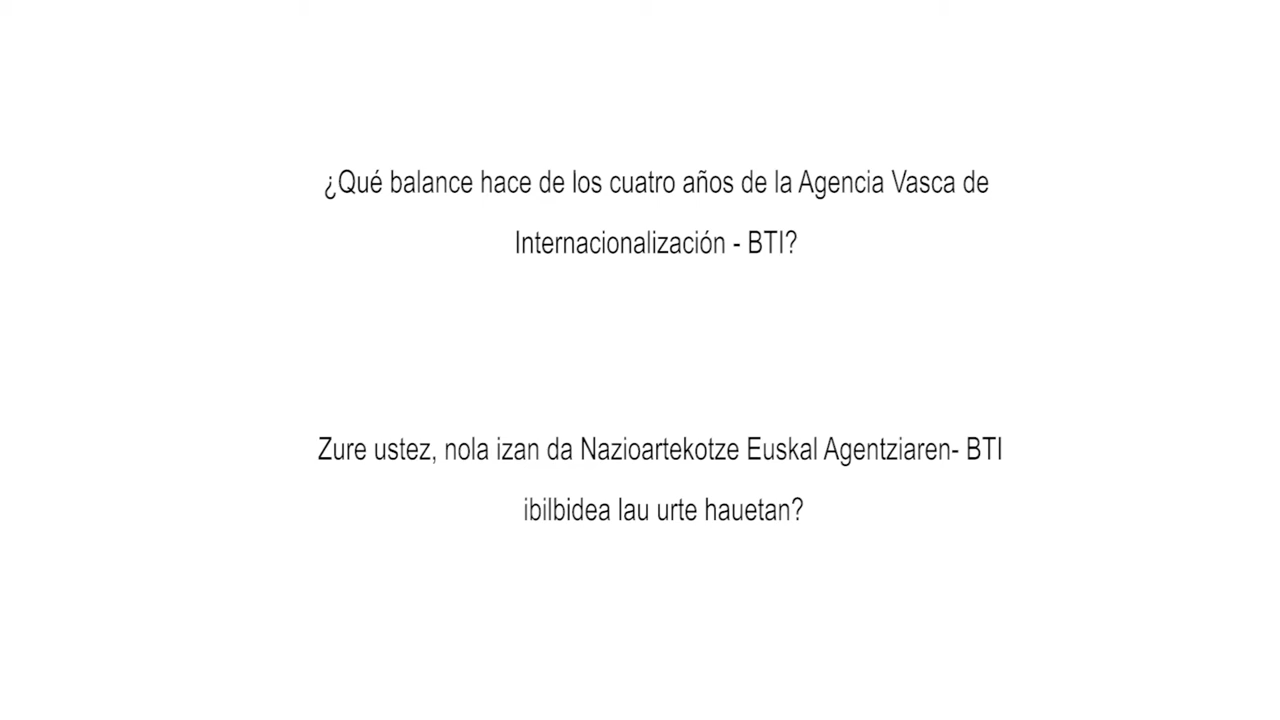 ¿Qué balance hace de los cuatro años de la Agencia Vasca de
Internacionalización - BTI?
Zure ustez, nola izan da Nazioartekotze Euskal Agentziaren- BTI
ibilbidea lau urte hauetan?